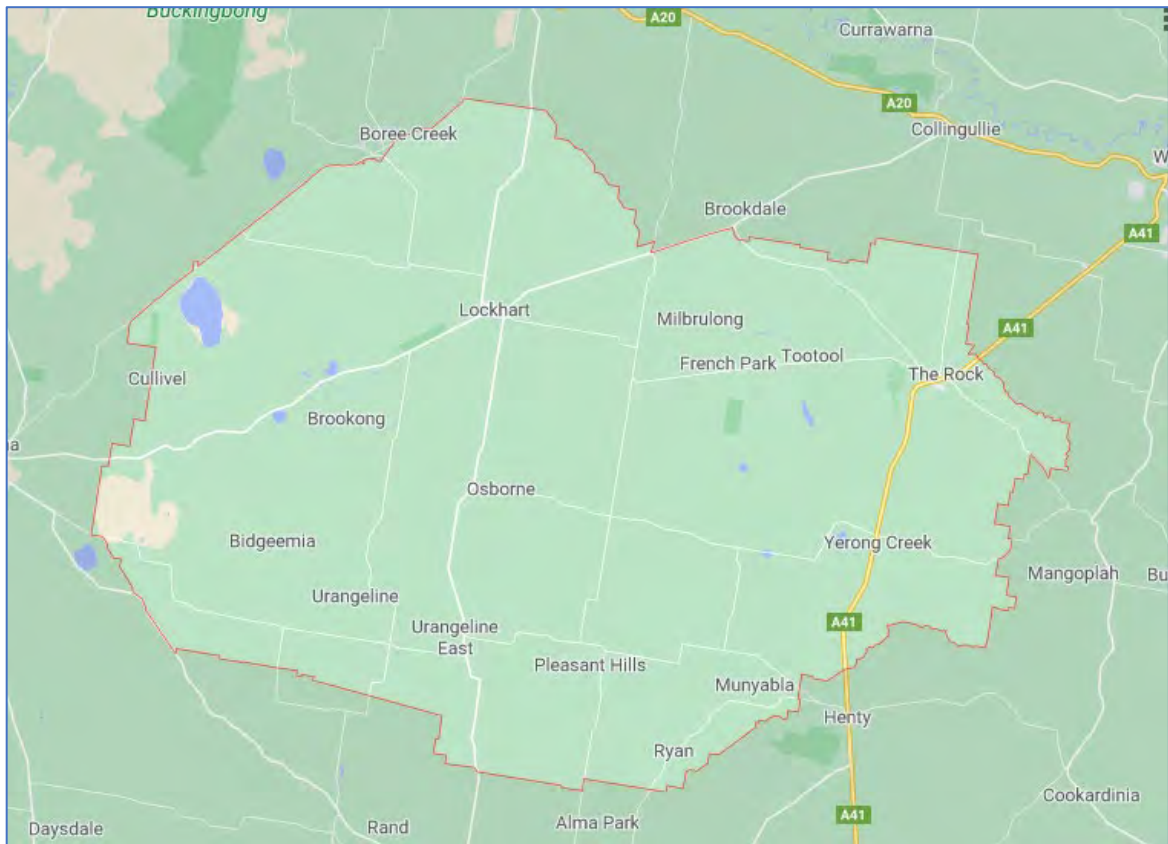 Buckingbong
A20
Currawarna
A20
Collingullie
Boree Creek
W
Brookdale
A41
Lockhart
Milbrulong
A41
French Park
Tootool
The Rock
Cullivel
Brookong
na
Osborne
Bidgeemia
Yerong Creek
Mangoplah
Bu
Urangeline
A41
Urangeline
East
Pleasant Hills
Munyabla
Henty
Ryan
Cookardinia
Daysdale
Rand
Alma Park
A41